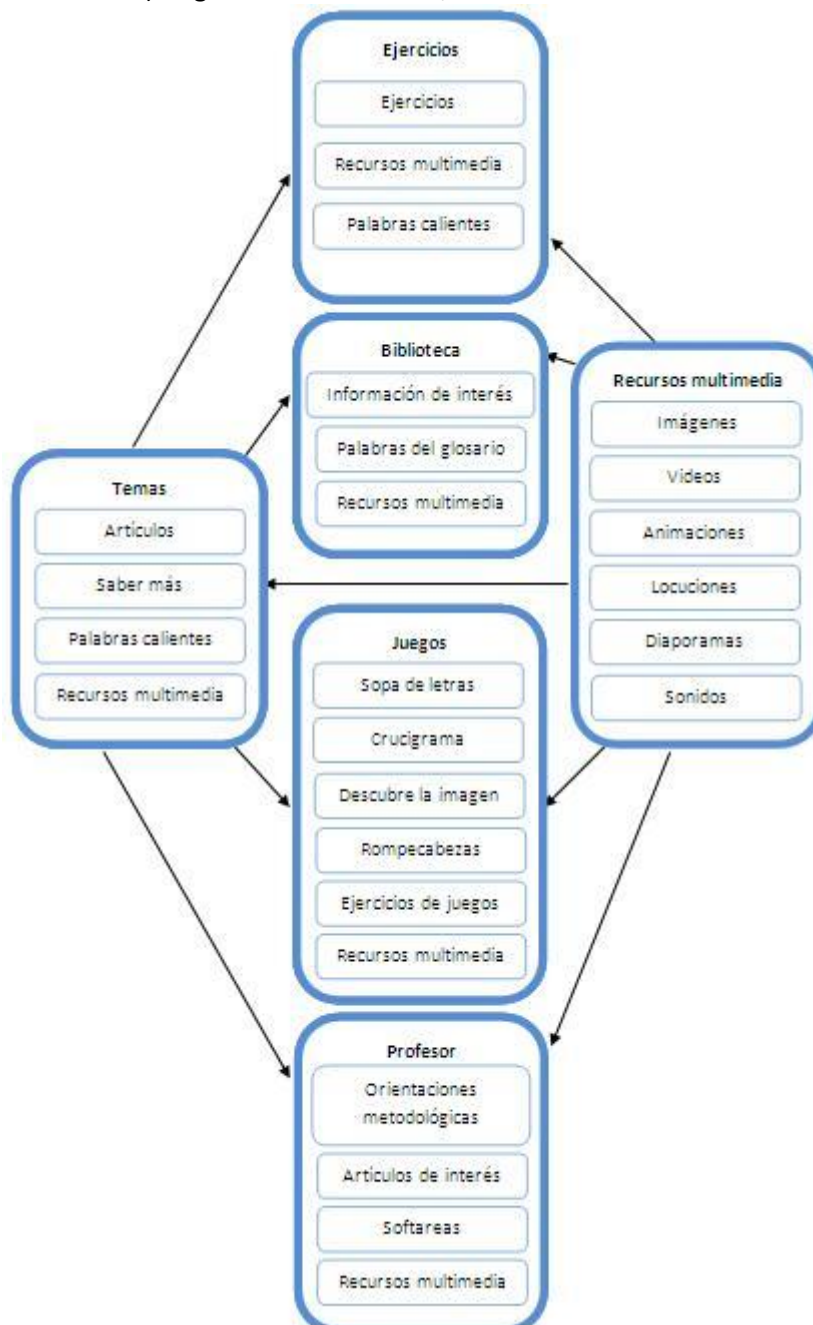 Ejercicios
Ejercicios
Recursos multimedia
Palabras calientes
Biblioteca
Información de interés
Palabras del glosario
Recursos multimedia
Temas
Artículos
Saber más
Palabras calientes
Recursos multimedia
Recursos multimedia
Imágenes
Videos
Animaciones
Locuciones
Diaporamas
Sonidos
Juegos
Sopa de letras
Crucigrama
Descubre la imagen
Rompecabezas
Ejercicios de juegos
Recursos multimedia
Profesor
Orientaciones
metodológicas
Artículos de interés
Softareas
Recursos multimedia